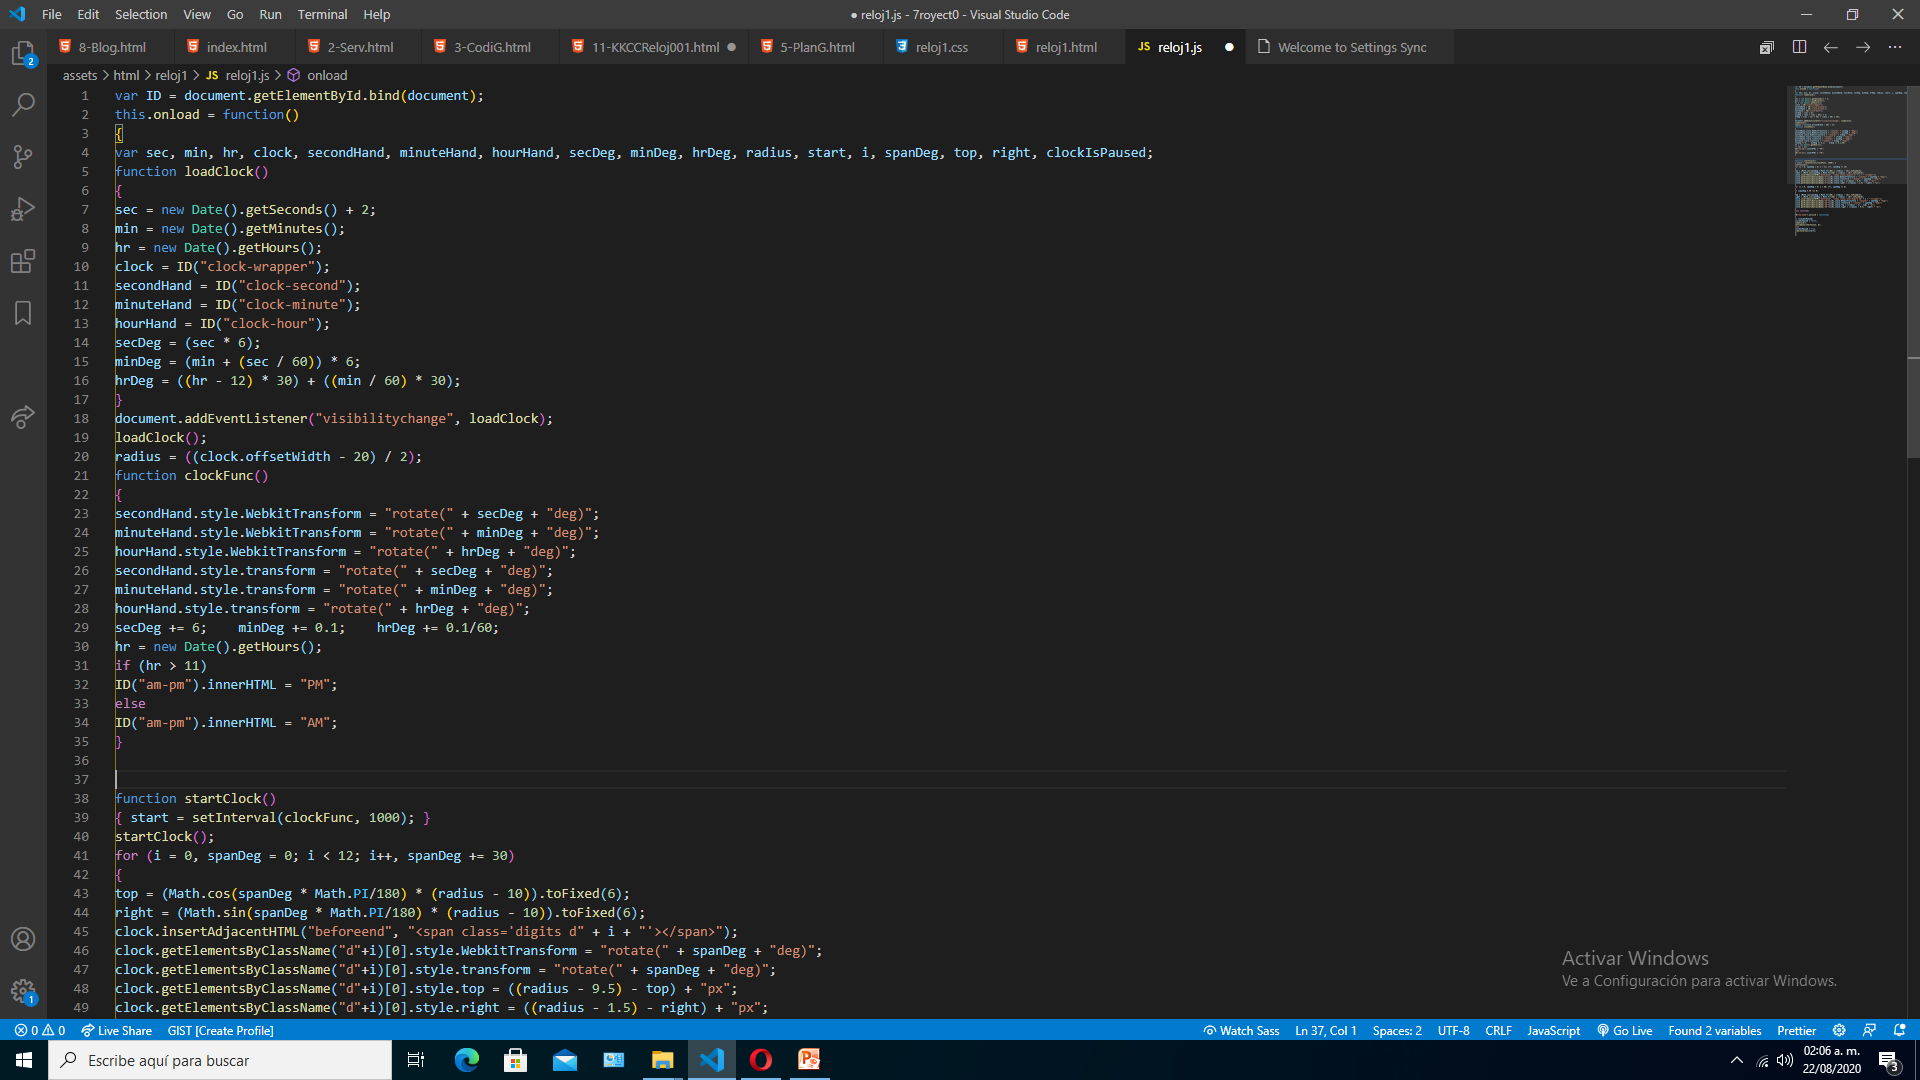 File Edit Selection View Go Run Terminal Help
● reloj1.js - 7royect0 - Visual Studio Code
8-Blog.html index.html 2-Serv.html 3-CodiG.html 11-KKCCReloj001.html ● 5-PlanG.html reloj1.css reloj1.html JS reloj1.js ● Welcome to Settings Sync
assets > html > reloj1 > JS reloj1.js > onload
1 var ID = document.getElementById.bind(document);
2 this.onload = function()
3 {
4 var sec, min, hr, clock, secondHand, minuteHand, hourHand, secDeg, minDeg, hrDeg, radius, start, i, spanDeg, top, right, clockIsPaused;
5 function loadClock()
6 {
7 sec = new Date().getSeconds() + 2;
8 min = new Date().getMinutes();
9 hr = new Date().getHours();
10 clock = ID("clock-wrapper");
11 secondHand = ID("clock-second");
12 minuteHand = ID("clock-minute");
13 hourHand = ID("clock-hour");
14 secDeg = (sec * 6);
15 minDeg = (min + (sec / 60)) * 6;
16 hrDeg = ((hr - 12) * 30) + ((min / 60) * 30);
17 }
18 document.addEventListener("visibilitychange", loadClock);
19 loadClock();
20 radius = ((clock.offsetWidth - 20) / 2);
21 function clockFunc()
22 {
23 secondHand.style.WebkitTransform = "rotate(" + secDeg + "deg)";
24 minuteHand.style.WebkitTransform = "rotate(" + minDeg + "deg)";
25 hourHand.style.WebkitTransform = "rotate(" + hrDeg + "deg)";
26 secondHand.style.transform = "rotate(" + secDeg + "deg)";
27 minuteHand.style.transform = "rotate(" + minDeg + "deg)";
28 hourHand.style.transform = "rotate(" + hrDeg + "deg)";
29 secDeg += 6;    minDeg += 0.1;    hrDeg += 0.1/60;
30 hr = new Date().getHours();
31 if (hr > 11)
32 ID("am-pm").innerHTML = "PM";
33 else
34 ID("am-pm").innerHTML = "AM";
35 }
36
37
38 function startClock()
39 { start = setInterval(clockFunc, 1000); }
40 startClock();
41 for (i = 0, spanDeg = 0; i < 12; i++, spanDeg += 30)
42 {
43 top = (Math.cos(spanDeg * Math.PI/180) * (radius - 10)).toFixed(6);
44 right = (Math.sin(spanDeg * Math.PI/180) * (radius - 10)).toFixed(6);
45 clock.insertAdjacentHTML("beforeend", "<span class='digits d" + i + "'></span>");
46 clock.getElementsByClassName("d"+i)[0].style.WebkitTransform = "rotate(" + spanDeg + "deg)";
47 clock.getElementsByClassName("d"+i)[0].style.transform = "rotate(" + spanDeg + "deg)";
48 clock.getElementsByClassName("d"+i)[0].style.top = ((radius - 9.5) - top) + "px";
49 clock.getElementsByClassName("d"+i)[0].style.right = ((radius - 1.5) - right) + "px";
2
1
Activar Windows
Ve a Configuración para activar Windows.
0 0 Live Share GIST [Create Profile] Watch Sass Ln 37, Col 1 Spaces: 2 UTF-8 CRLF JavaScript Go Live Found 2 variables Prettier
Escribe aquí para buscar
02:06 a. m.
22/08/2020
3